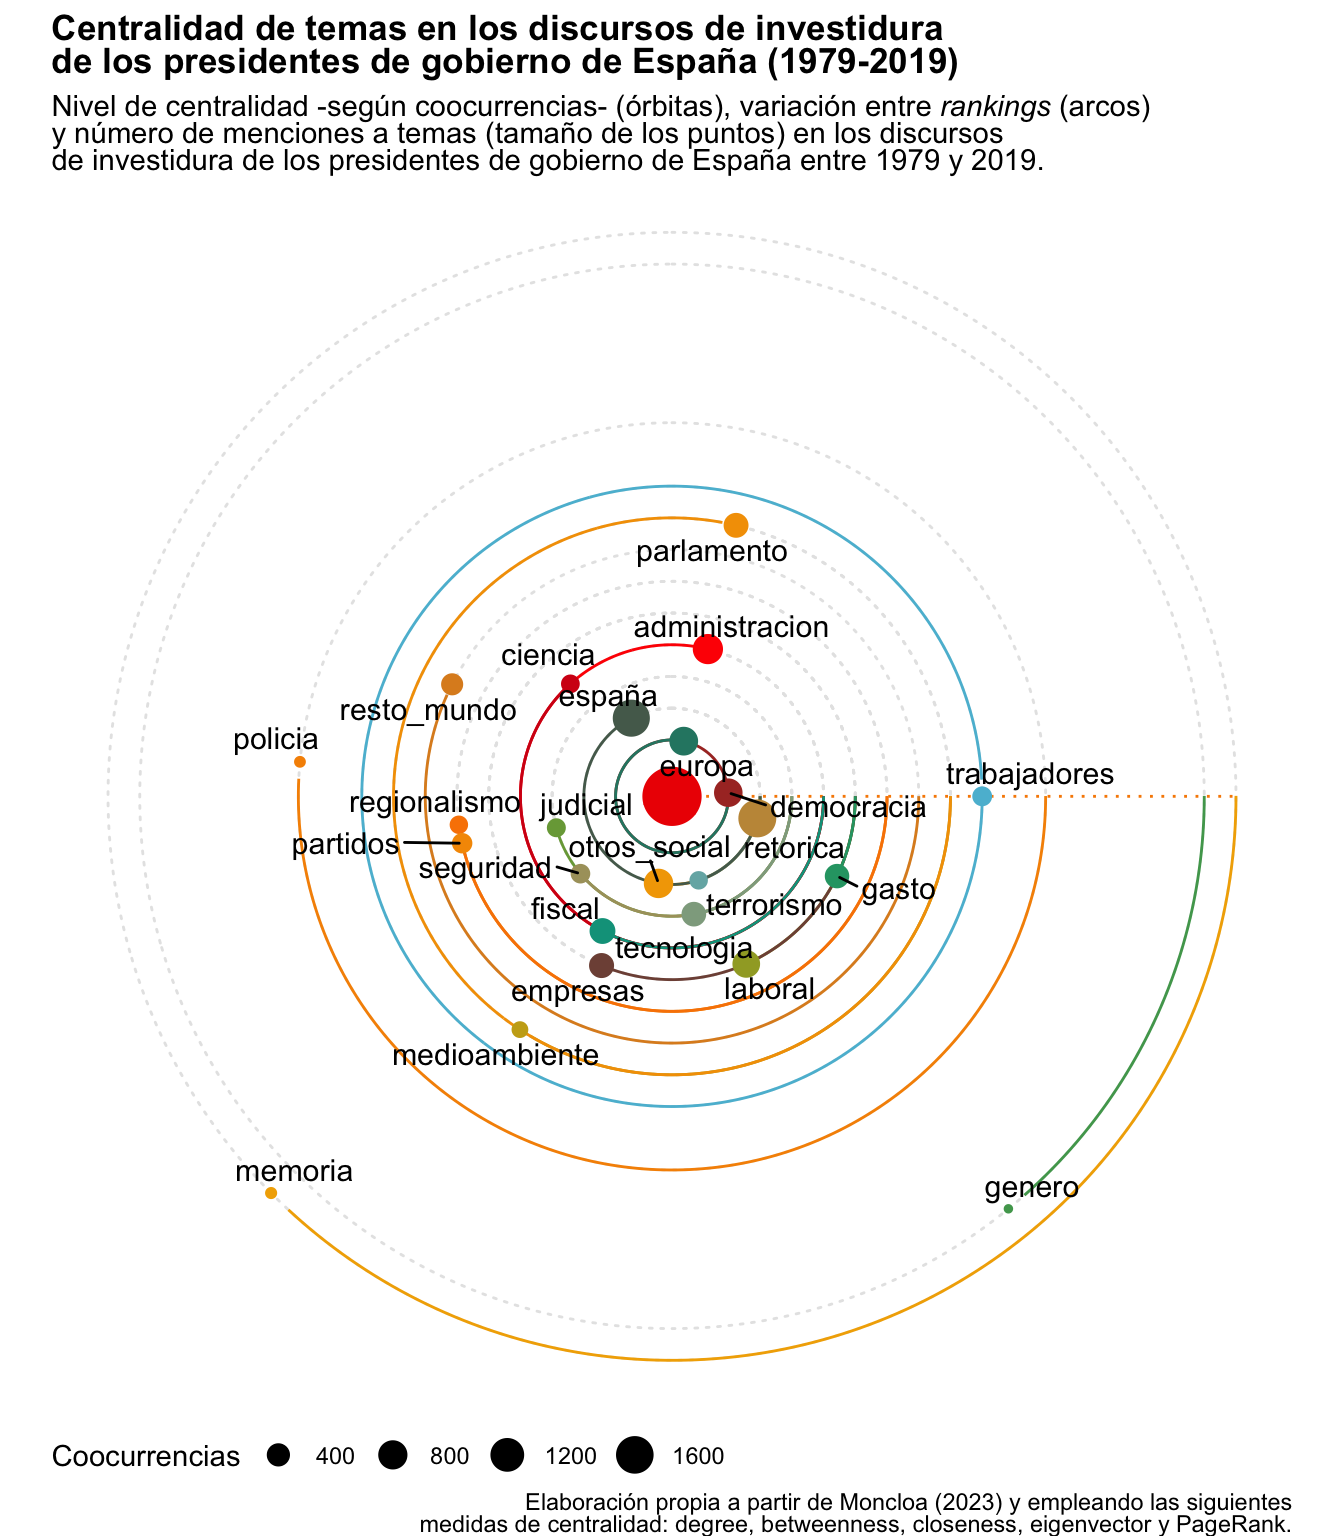 Centralidad de temas en los discursos de investidura
de los presidentes de gobierno de España (1979-2019)
Nivel de centralidad -según coocurrencias- (órbitas), variación entre rankings (arcos)
y número de menciones a temas (tamaño de los puntos) en los discursos
de investidura de los presidentes de gobierno de España entre 1979 y 2019.
parlamento
administracion
ciencia
españa
resto_mundo
policia
europa
trabajadores
regionalismo
judicial
democracia
partidos
otros_social
retorica
seguridad
gasto
fiscal
terrorismo
tecnologia
empresas
laboral
medioambiente
memoria
genero
Coocurrencias
400
800
1200
1600
Elaboración propia a partir de Moncloa (2023) y empleando las siguientes
medidas de centralidad: degree, betweenness, closeness, eigenvector y PageRank.